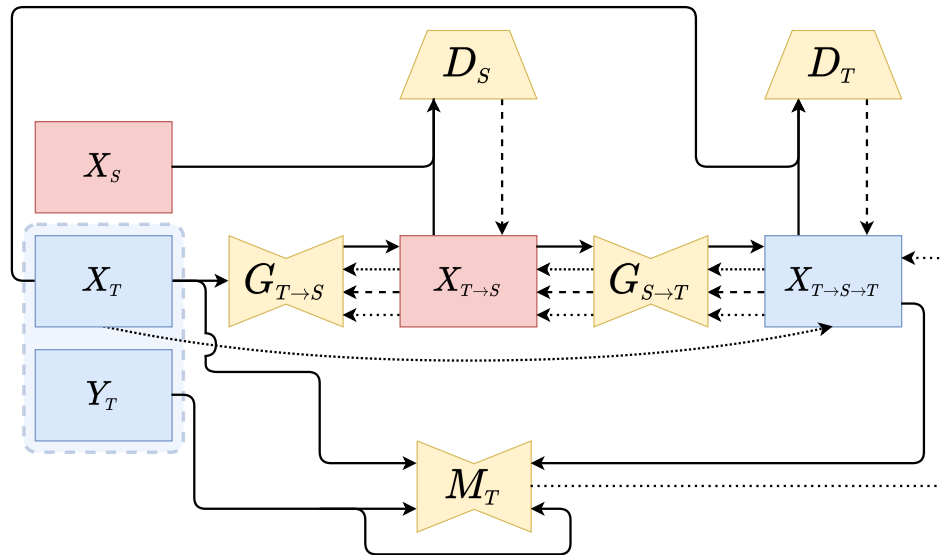 D_S
D_T
X_S
X_T
G_{T→S}
X_{T→S}
G_{S→T}
X_{T→S→T}
Y_T
M_T